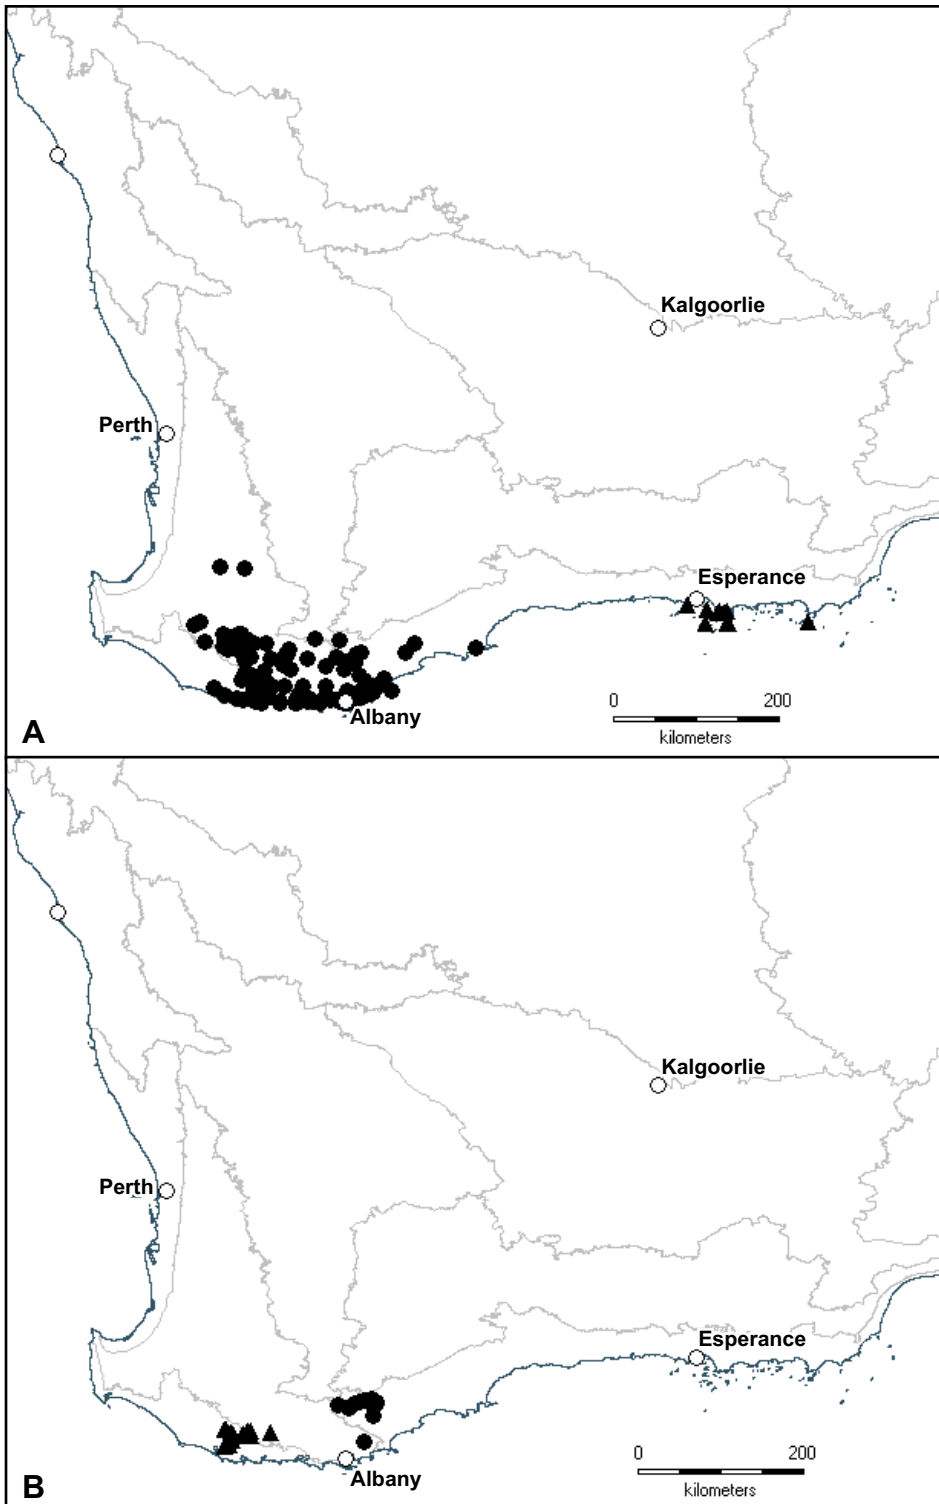 Kalgoorlie
Perth
Esperance
0 200
kilometers
Albany
A
Kalgoorlie
Perth
Esperance
0 200
kilometers
Albany
B